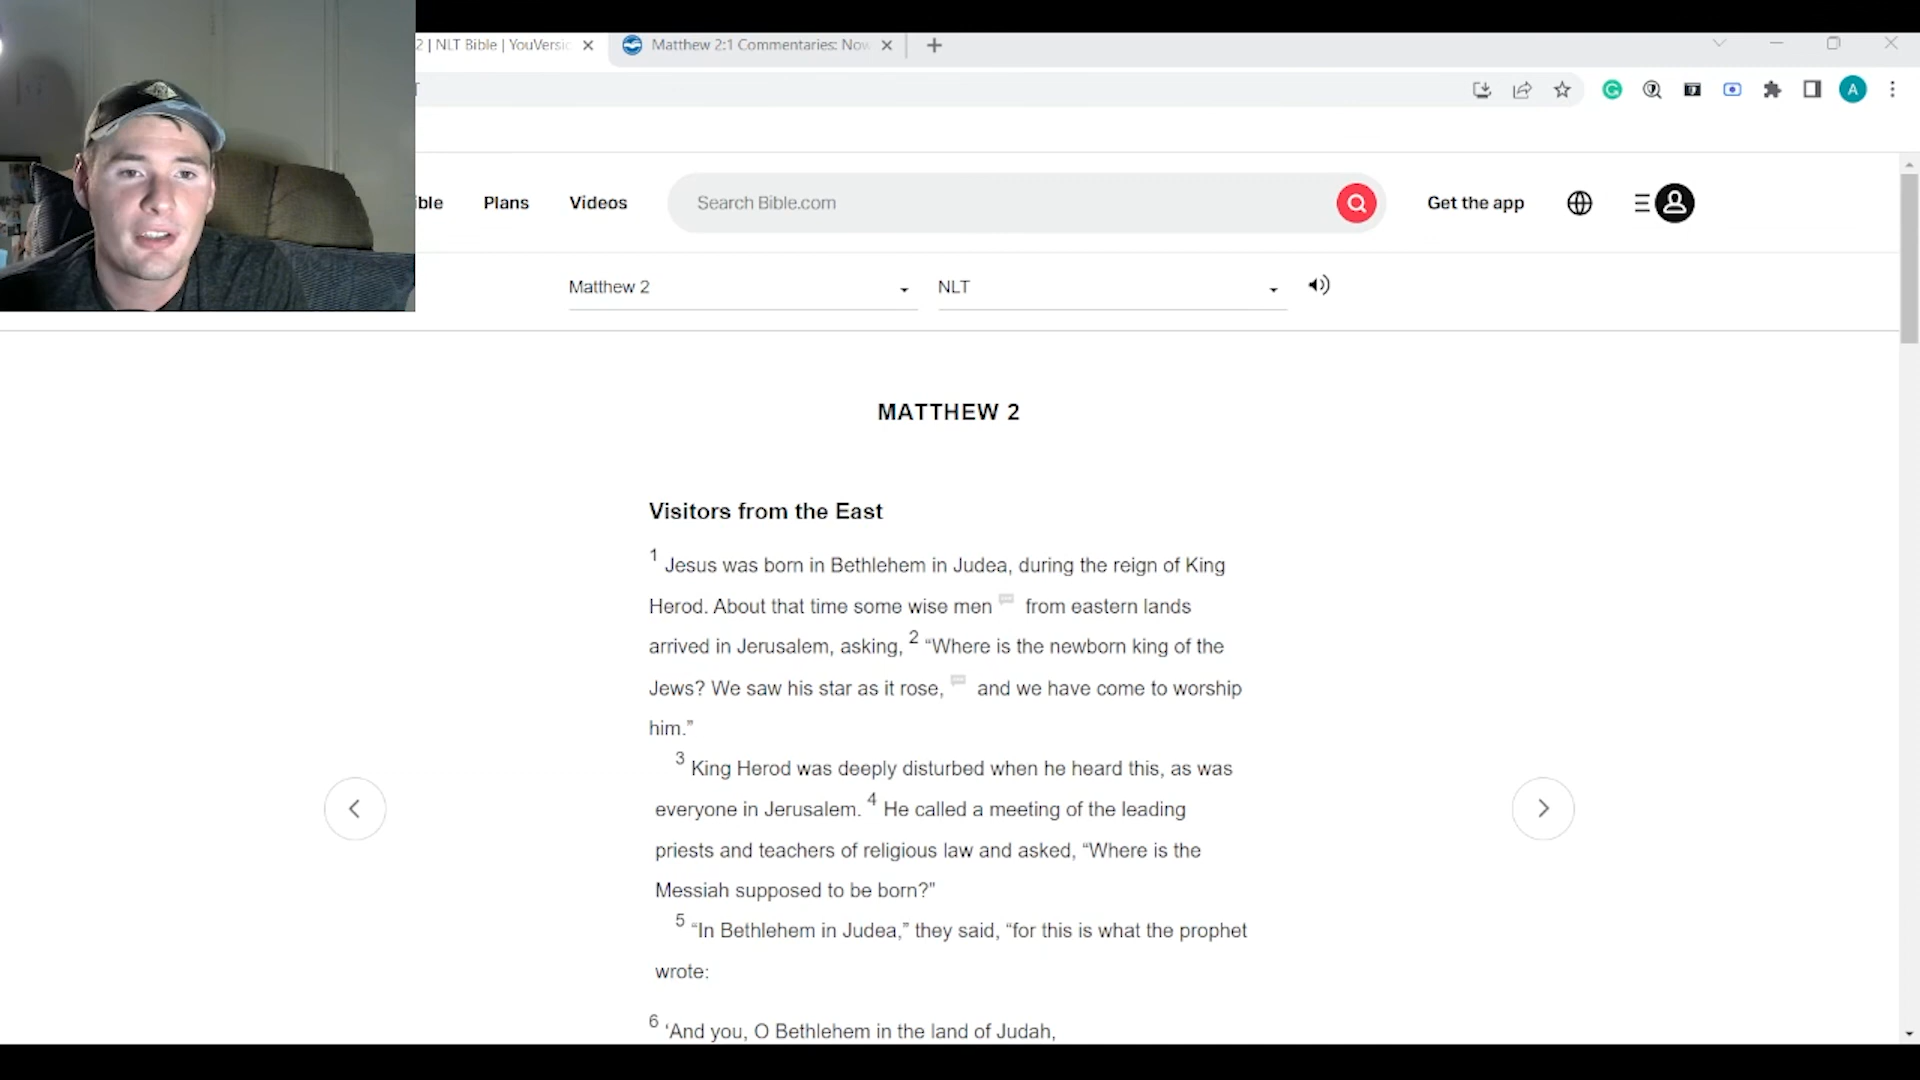 2 | NLT Bible | YouVersi
Matthew 2:1 Commentaries: Now
A
ible Plans Videos Search Bible.com Get the app
Matthew 2 NLT
MATTHEW 2
Visitors from the East
1 Jesus was born in Bethlehem in Judea, during the reign of King
Herod. About that time some wise men from eastern lands
arrived in Jerusalem, asking, 2 “Where is the newborn king of the
Jews? We saw his star as it rose, and we have come to worship
him.”
3 King Herod was deeply disturbed when he heard this, as was
everyone in Jerusalem. 4 He called a meeting of the leading
priests and teachers of religious law and asked, “Where is the
Messiah supposed to be born?”
5 “In Bethlehem in Judea,” they said, “for this is what the prophet
wrote:
6 ‘And you, O Bethlehem in the land of Judah,